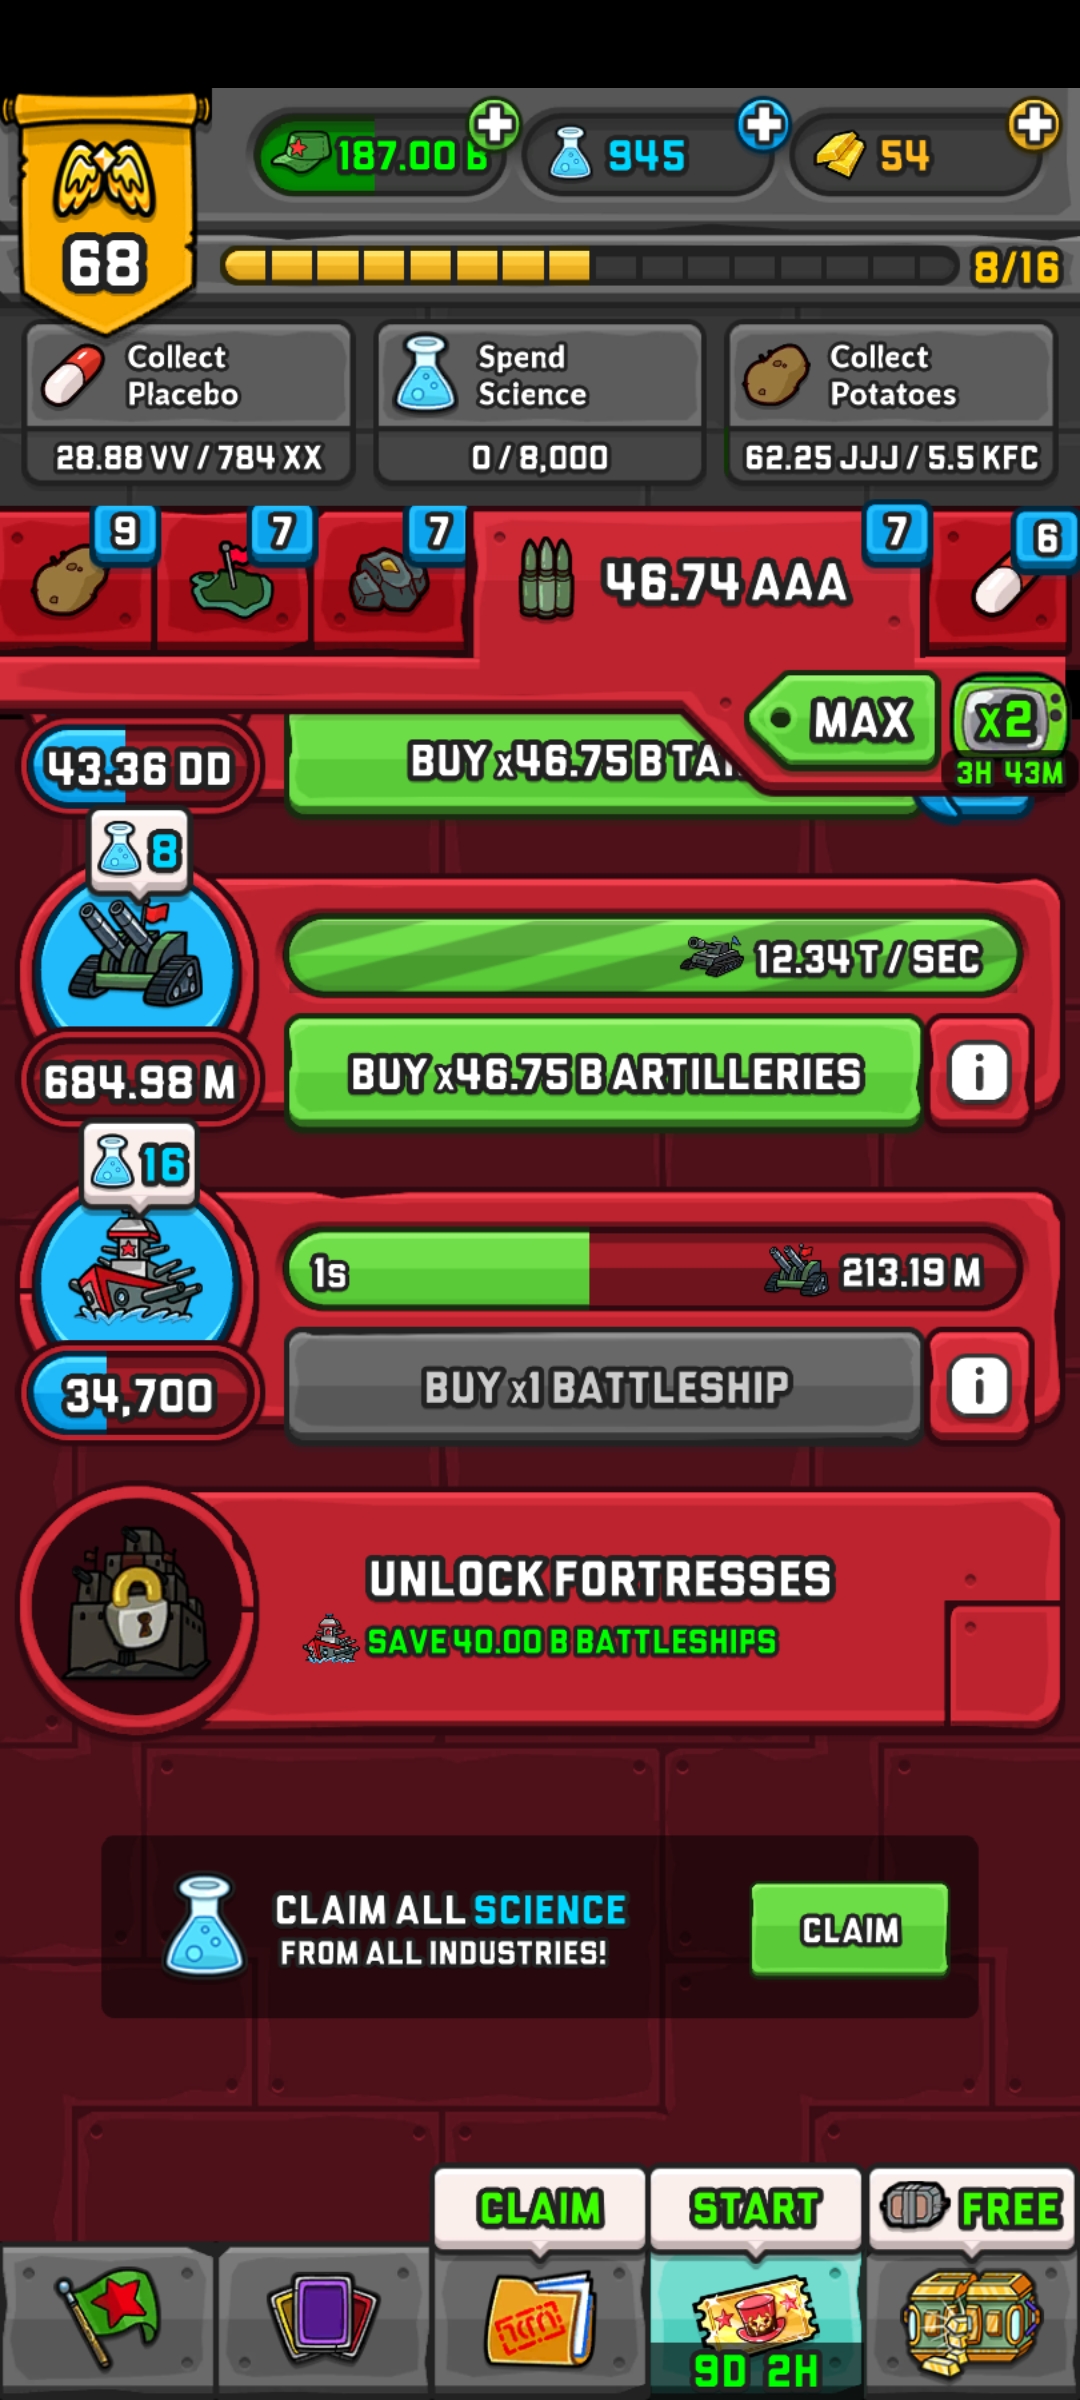 187.00 B
945
54
68
8/16
Collect
Placebo
28.88 VV / 784 XX
Spend
Science
0 / 8,000
Collect
Potatoes
62.25 JJJ / 5.5 KFC
9
7
7
46.74 AAA
7
6
MAX
X2
3H 43M
43.36 DD
BUY x46.75 B TA
8
12.34 T / SEC
684.98 M
BUY x46.75 B ARTILLERIES
i
16
1s
213.19 M
34,700
BUY x1 BATTLESHIP
i
UNLOCK FORTRESSES
SAVE 40.00 B BATTLESHIPS
CLAIM ALL SCIENCE
FROM ALL INDUSTRIES!
CLAIM
CLAIM
START
FREE
9D 2H